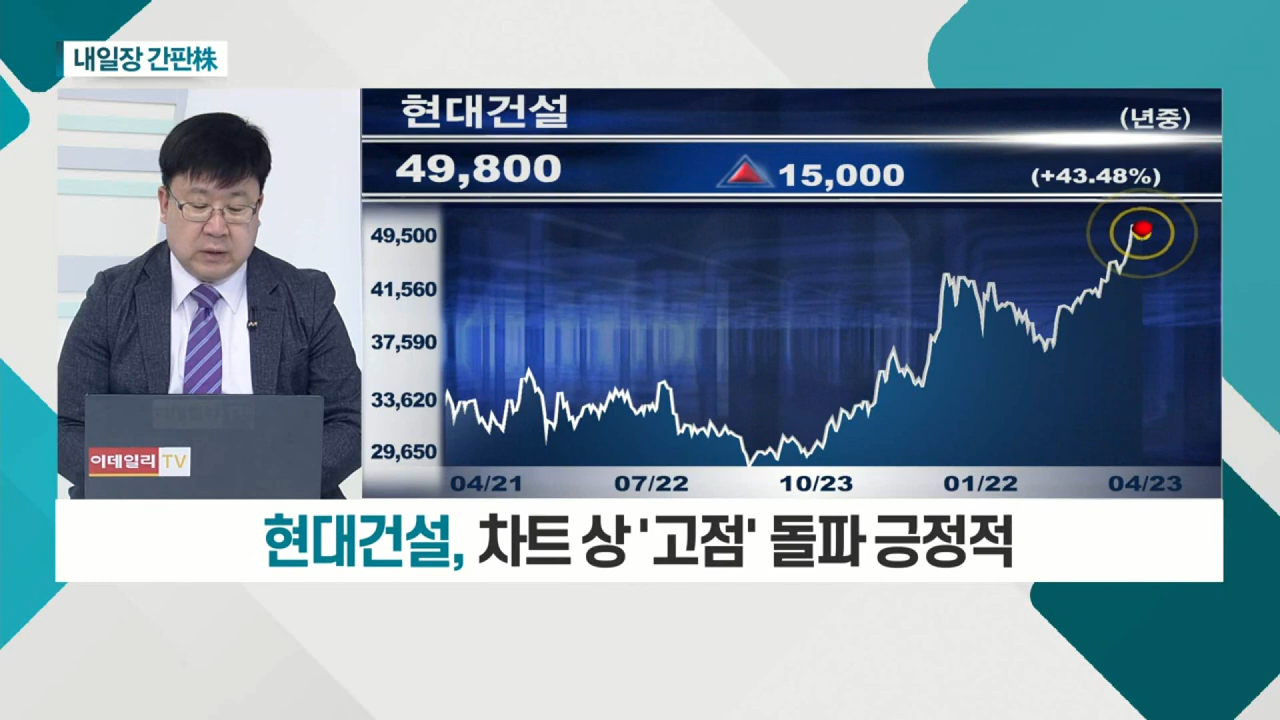 내일장 간판株
현대건설 (년중)
49,800 15,000 (+43.48%)
49,500
41,560
37,590
33,620
29,650
04/21 07/22 10/23 01/22 04/23
이데일리 TV
현대건설, 차트 상 '고점' 돌파 긍정적